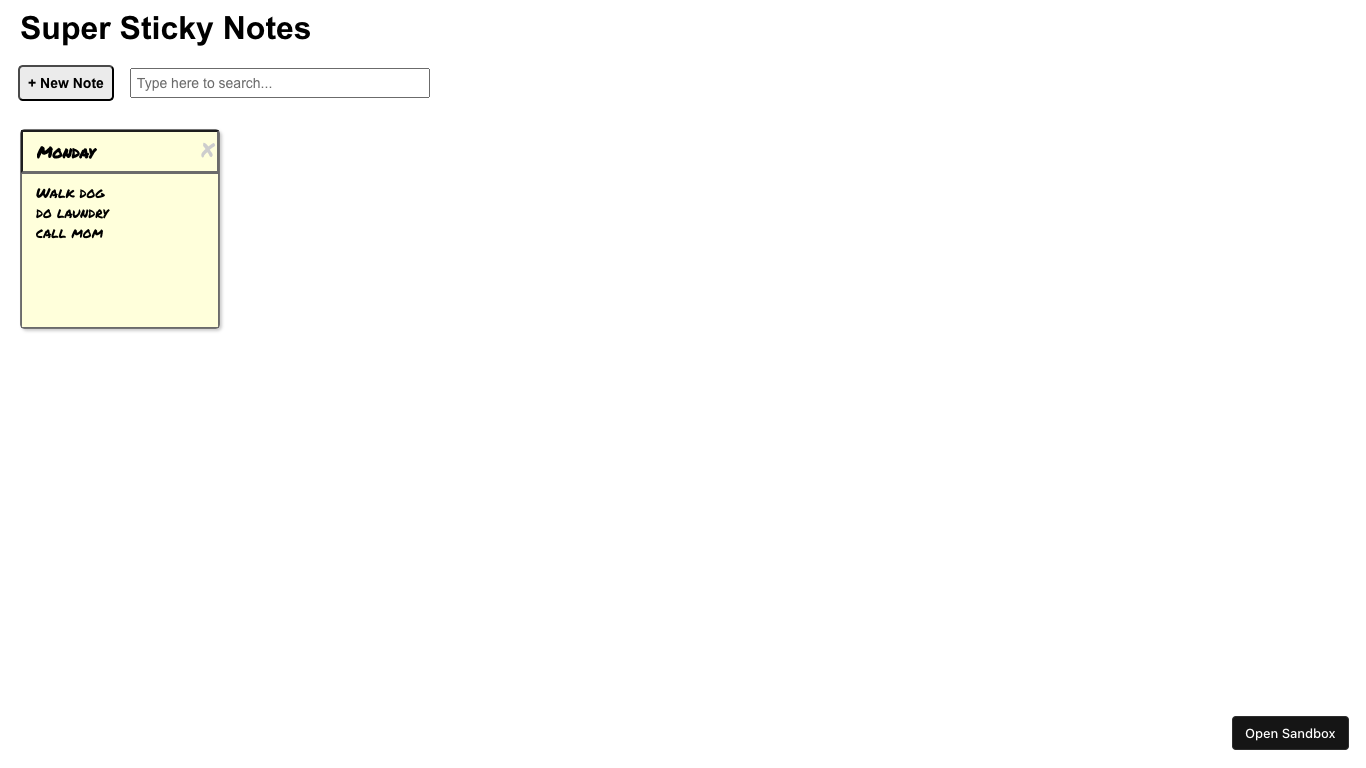 Super Sticky Notes
+ New Note
Type here to search...
Monday
x
Walk dog
do laundry
call mom
Open Sandbox